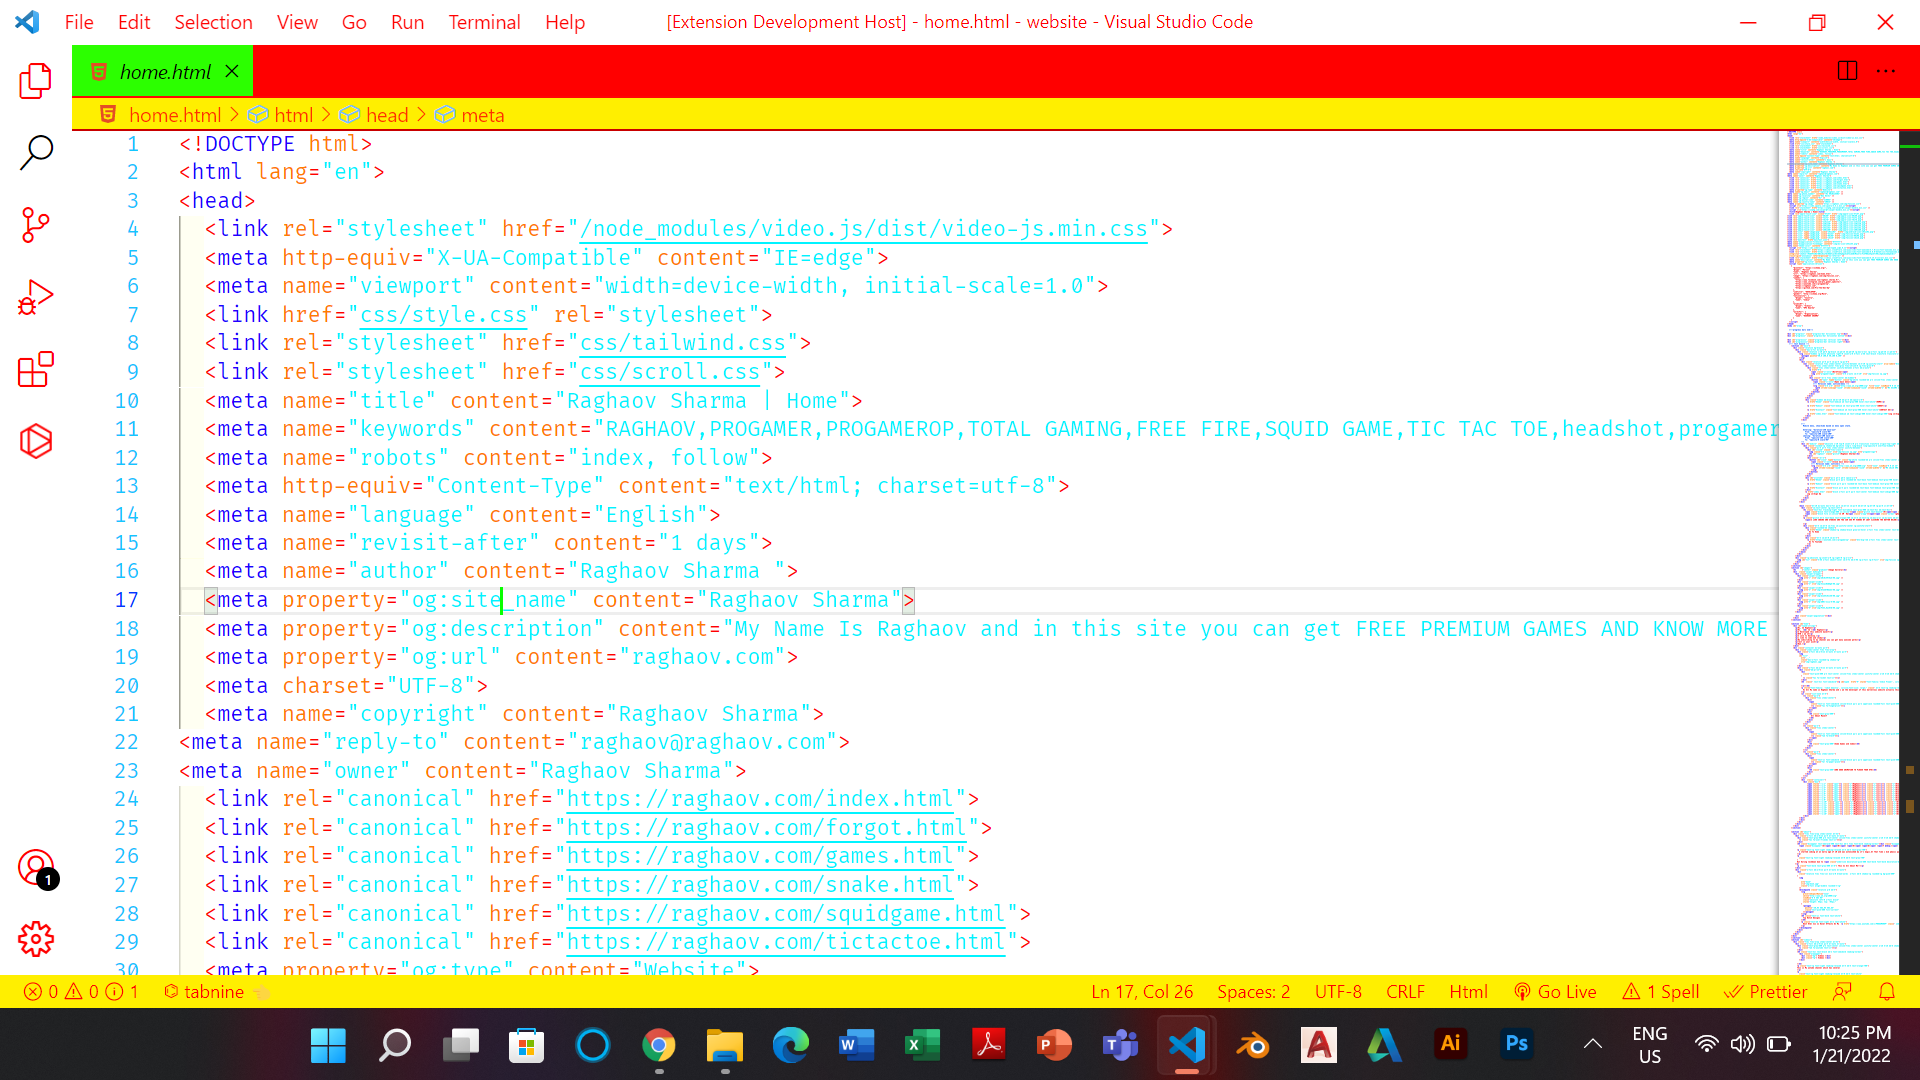 File Edit Selection View Go Run Terminal Help [Extension Development Host] - home.html - website - Visual Studio Code
home.html
home.html > html > head > meta
1 <!DOCTYPE html>
2 <html lang="en">
3 <head>
4 <link rel="stylesheet" href="/node_modules/video.js/dist/video-js.min.css">
5 <meta http-equiv="X-UA-Compatible" content="IE=edge">
6 <meta name="viewport" content="width=device-width, initial-scale=1.0">
7 <link href="css/style.css" rel="stylesheet">
8 <link rel="stylesheet" href="css/tailwind.css">
9 <link rel="stylesheet" href="css/scroll.css">
10 <meta name="title" content="Raghaov Sharma | Home">
11 <meta name="keywords" content="RAGHAOV,PROGAMER,PROGAMEROP,TOTAL GAMING,FREE FIRE,SQUID GAME,TIC TAC TOE,headshot,progamer
12 <meta name="robots" content="index, follow">
13 <meta http-equiv="Content-Type" content="text/html; charset=utf-8">
14 <meta name="language" content="English">
15 <meta name="revisit-after" content="1 days">
16 <meta name="author" content="Raghaov Sharma ">
17 <meta property="og:site_name" content="Raghaov Sharma">
18 <meta property="og:description" content="My Name Is Raghaov and in this site you can get FREE PREMIUM GAMES AND KNOW MORE
19 <meta property="og:url" content="raghaov.com">
20 <meta charset="UTF-8">
21 <meta name="copyright" content="Raghaov Sharma">
22 <meta name="reply-to" content="raghaov@raghaov.com">
23 <meta name="owner" content="Raghaov Sharma">
24 <link rel="canonical" href="https://raghaov.com/index.html">
25 <link rel="canonical" href="https://raghaov.com/forgot.html">
26 <link rel="canonical" href="https://raghaov.com/games.html">
27 <link rel="canonical" href="https://raghaov.com/snake.html">
28 <link rel="canonical" href="https://raghaov.com/squidgame.html">
29 <link rel="canonical" href="https://raghaov.com/tictactoe.html">
30 <meta property="og:type" content="Website">
1
0 0 1 tabnine Ln 17, Col 26 Spaces: 2 UTF-8 CRLF Html Go Live 1 Spell Prettier
ENG
US
10:25 PM
1/21/2022